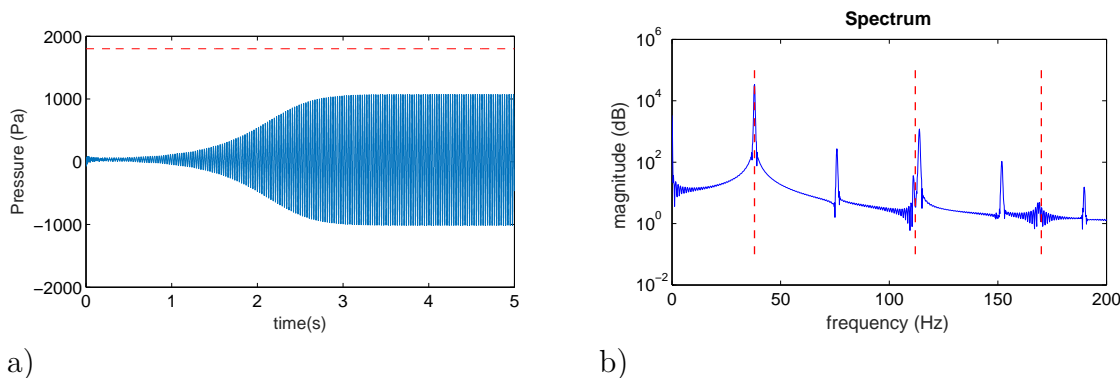 2000
1000
0
−1000
−2000
Pressure (Pa)
0 1 2 3 4 5
time(s)
a)
Spectrum
10^6
10^4
10^2
10^0
10^−2
magnitude (dB)
0 50 100 150 200
frequency (Hz)
b)